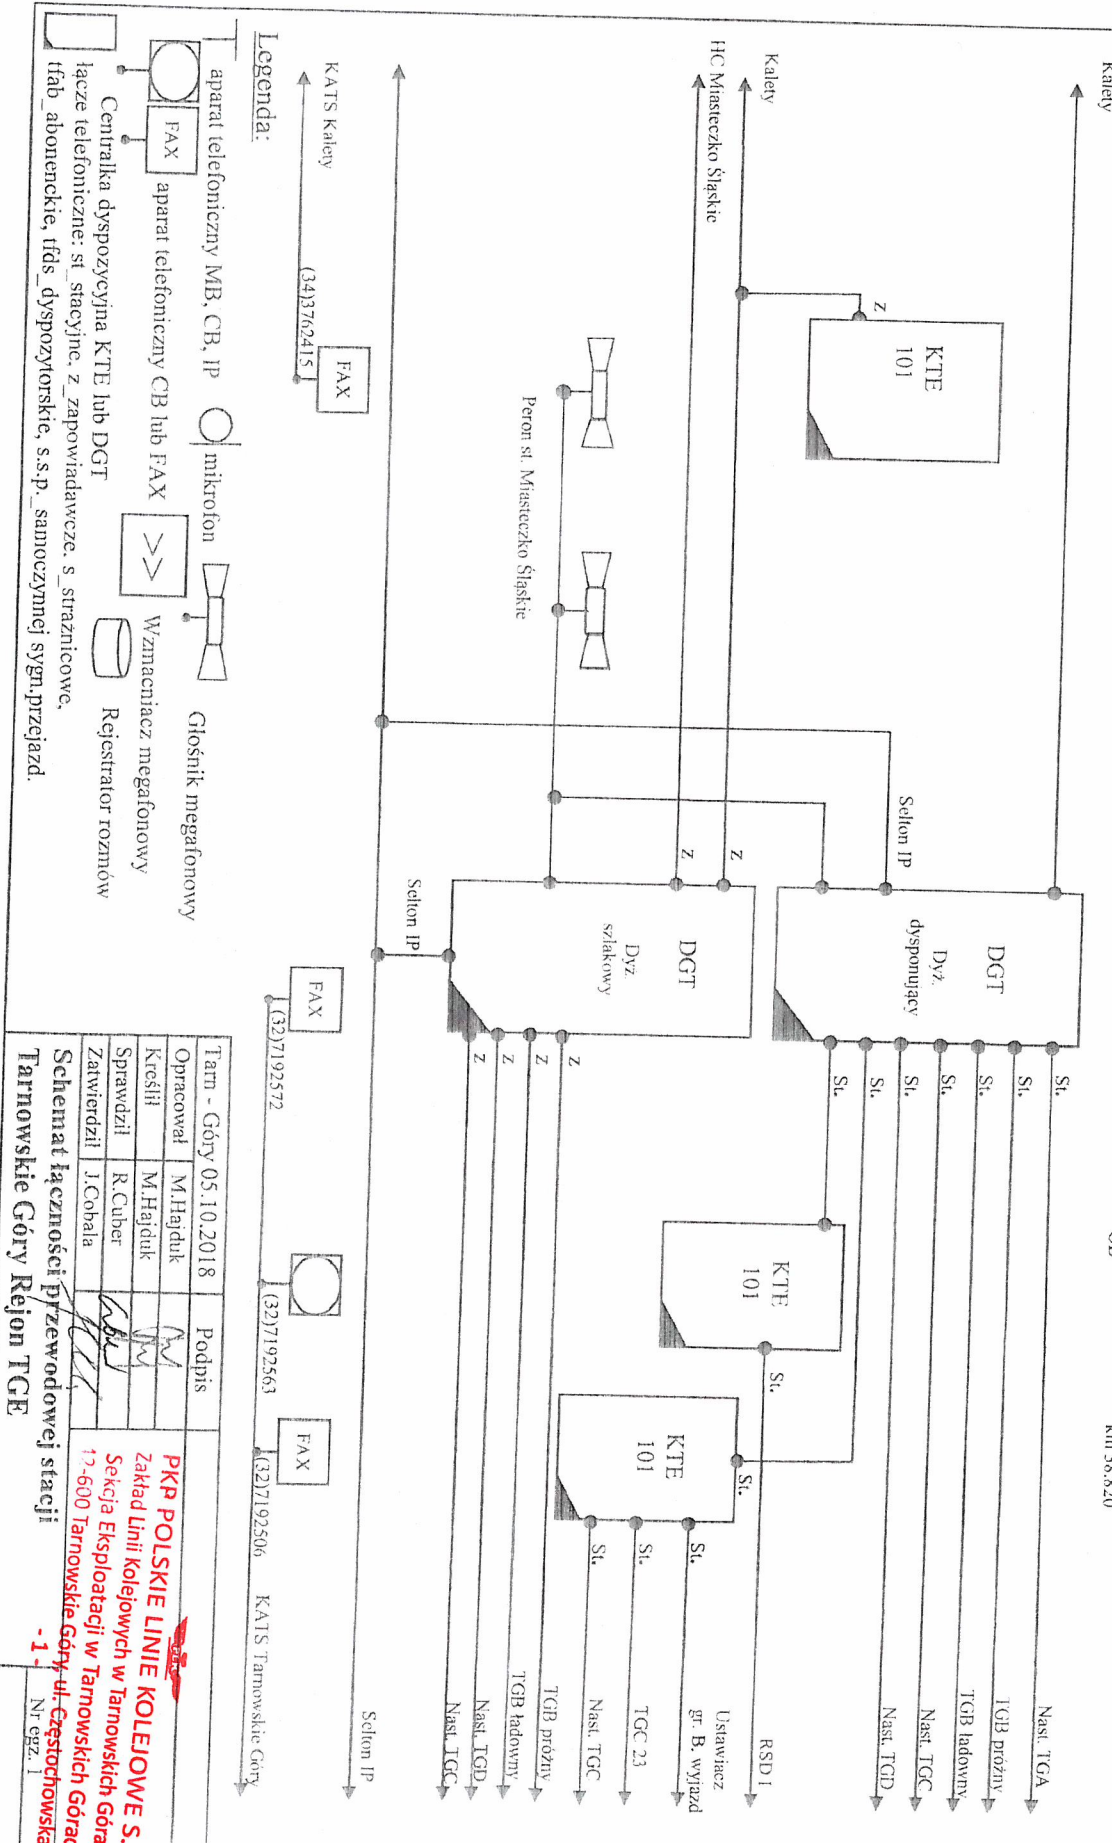 Kalety
km 38.820
Kalety
HC Miasteczko Śląskie
KTE
101
z
Peron st. Miasteczko Śląskie
Selton IP
z
z
DGT
Dyż.
dysponujący
DGT
Dyż.
szlakowy
Selton IP
St.
St.
St.
St.
St.
St.
St.
z
z
z
z
KTE
101
St.
KTE
101
St.
St.
St.
St.
Nast. TGA
TGB próżny
TGB ładowny
Nast. TGC
Nast. TGD
RSD1
Ustawiacz
gr. B. wyjazd
TGC 23
Nast. TGC
TGB próżny
TGB ładowny
Nast. TGD
Nast. TGC
Selton IP
KATS Kalety
(34)3762415
FAX
FAX
(32)7192572
(32)7192563
FAX
(32)7192506
KATS Tarnowskie Góry
Legenda:
aparat telefoniczny MB, CB, IP
mikrofon
Głośnik megafonowy
FAX
aparat telefoniczny CB lub FAX
>>
Wzmacniacz megafonowy
Centralka dyspozycyjna KTE lub DGT
Rejestrator rozmów
łącze telefoniczne: st_stacyjne, z_zapowiadawcze. s_strażnicowe,
tfab_abonenckie, tfds_dyspozytorskie, s.s.p._samoczynnej sygn.przejazd.
Tarn - Góry 05.10.2018
Podpis
Opracował M.Hajduk
Kreślił M.Hajduk
Sprawdził R.Cuber
Zatwierdził J.Cobala
Schemat łączności przewodowej stacji
Tarnowskie Góry Rejon TGE
PKP POLSKIE LINIE KOLEJOWE S.
Zakład Linii Kolejowych w Tarnowskich Góra
Sekcja Eksploatacji w Tarnowskich Górac
12-600 Tarnowskie Góry, ul. Częstochowska
- 1 -
Nr egz. 1